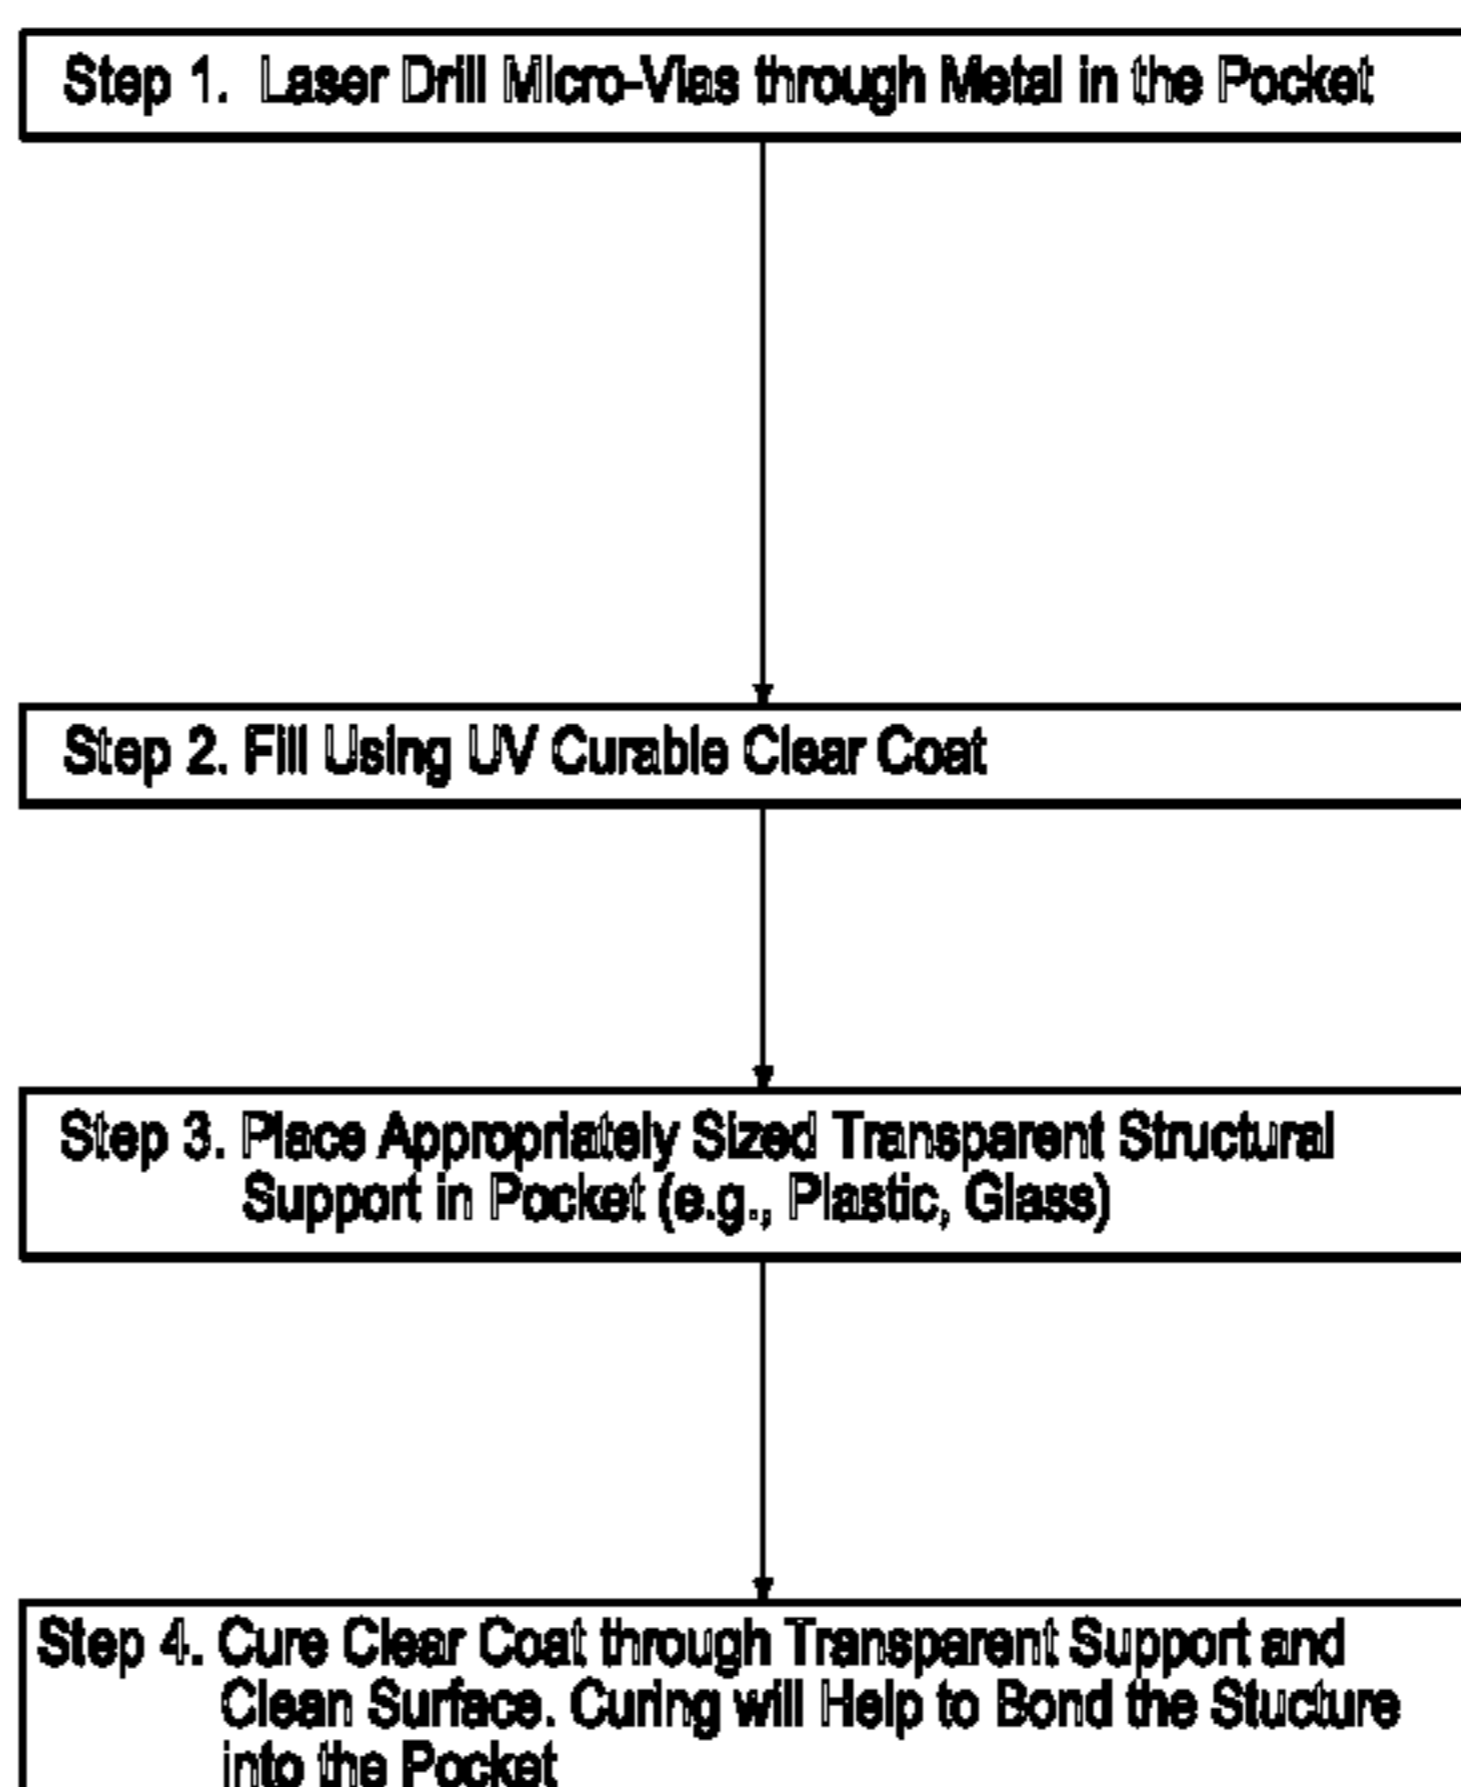 Step 1. Laser Drill Micro-Vias through Metal in the Pocket
Step 2. Fill Using UV Curable Clear Coat
Step 3. Place Appropriately Sized Transparent Structural
Support in Pocket (e.g., Plastic, Glass)
Step 4. Cure Clear Coat through Transparent Support and
Clean Surface. Curing will Help to Bond the Stucture
into the Pocket